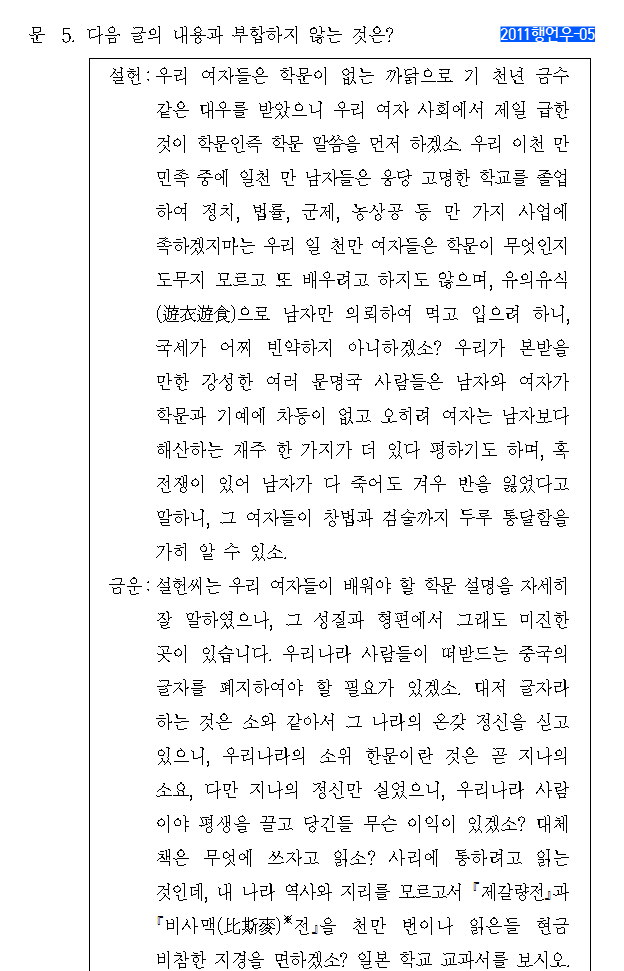 문 5. 다음 글의 내용과 부합하지 않는 것은? 2011행언우-05
설헌: 우리 여자들은 학문이 없는 까닭으로 기 천년 금수
같은 대우를 받았으니 우리 여자 사회에서 제일 급한
것이 학문인즉 학문 말씀을 먼저 하겠소. 우리 이천 만
민족 중에 일천 만 남자들은 응당 고명한 학교를 졸업
하여 정치, 법률, 군제, 농상공 등 만 가지 사업에
족하겠지마는 우리 일 천만 여자들은 학문이 무엇인지
도무지 모르고 또 배우려고 하지도 않으며, 유의유식
(遊衣遊食)으로 남자만 의뢰하여 먹고 입으려 하니,
국세가 어찌 빈약하지 아니하겠소? 우리가 본받을
만한 강성한 여러 문명국 사람들은 남자와 여자가
학문과 기예에 차등이 없고 오히려 여자는 남자보다
해산하는 재주 한 가지가 더 있다 평하기도 하며, 혹
전쟁이 있어 남자가 다 죽어도 겨우 반을 잃었다고
말하니, 그 여자들이 창법과 검술까지 두루 통달함을
가히 알 수 있소.
금운: 설헌씨는 우리 여자들이 배워야 할 학문 설명을 자세히
잘 말하였으나, 그 성질과 형편에서 그래도 미진한
곳이 있습니다. 우리나라 사람들이 떠받드는 중국의
글자를 폐지하여야 할 필요가 있겠소. 대저 글자라
하는 것은 소와 같아서 그 나라의 온갖 정신을 싣고
있으니, 우리나라의 소위 한문이란 것은 곧 지나의
소요, 다만 지나의 정신만 실었으니, 우리나라 사람
이야 평생을 끌고 당긴들 무슨 이익이 있겠소? 대체
책은 무엇에 쓰자고 읽소? 사리에 통하려고 읽는
것인데, 내 나라 역사와 지리를 모르고서 『제갈량전』과
『비사맥(比斯麥)※전』을 천만 번이나 읽은들 현금
비참한 지경을 면하겠소? 일본 학교 교과서를 보시오.